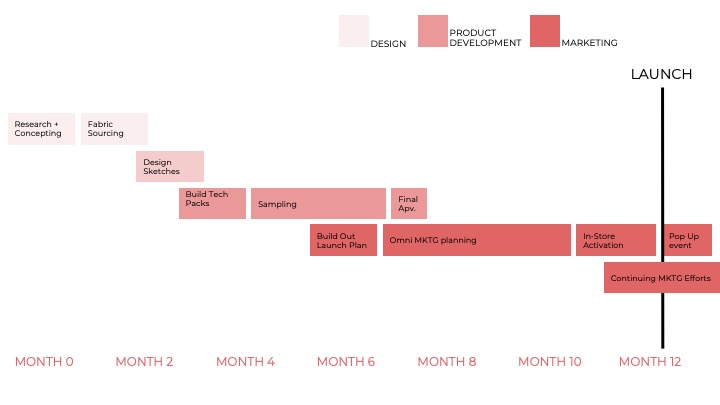 DESIGN
PRODUCT
DEVELOPMENT
MARKETING
LAUNCH
Research +
Concepting
Fabric
Sourcing
Design
Sketches
Build Tech
Packs
Sampling
Final
Apv.
Build Out
Launch Plan
Omni MKTG planning
In-Store
Activation
Pop Up
event
Continuing MKTG Efforts
MONTH 0
MONTH 2
MONTH 4
MONTH 6
MONTH 8
MONTH 10
MONTH 12